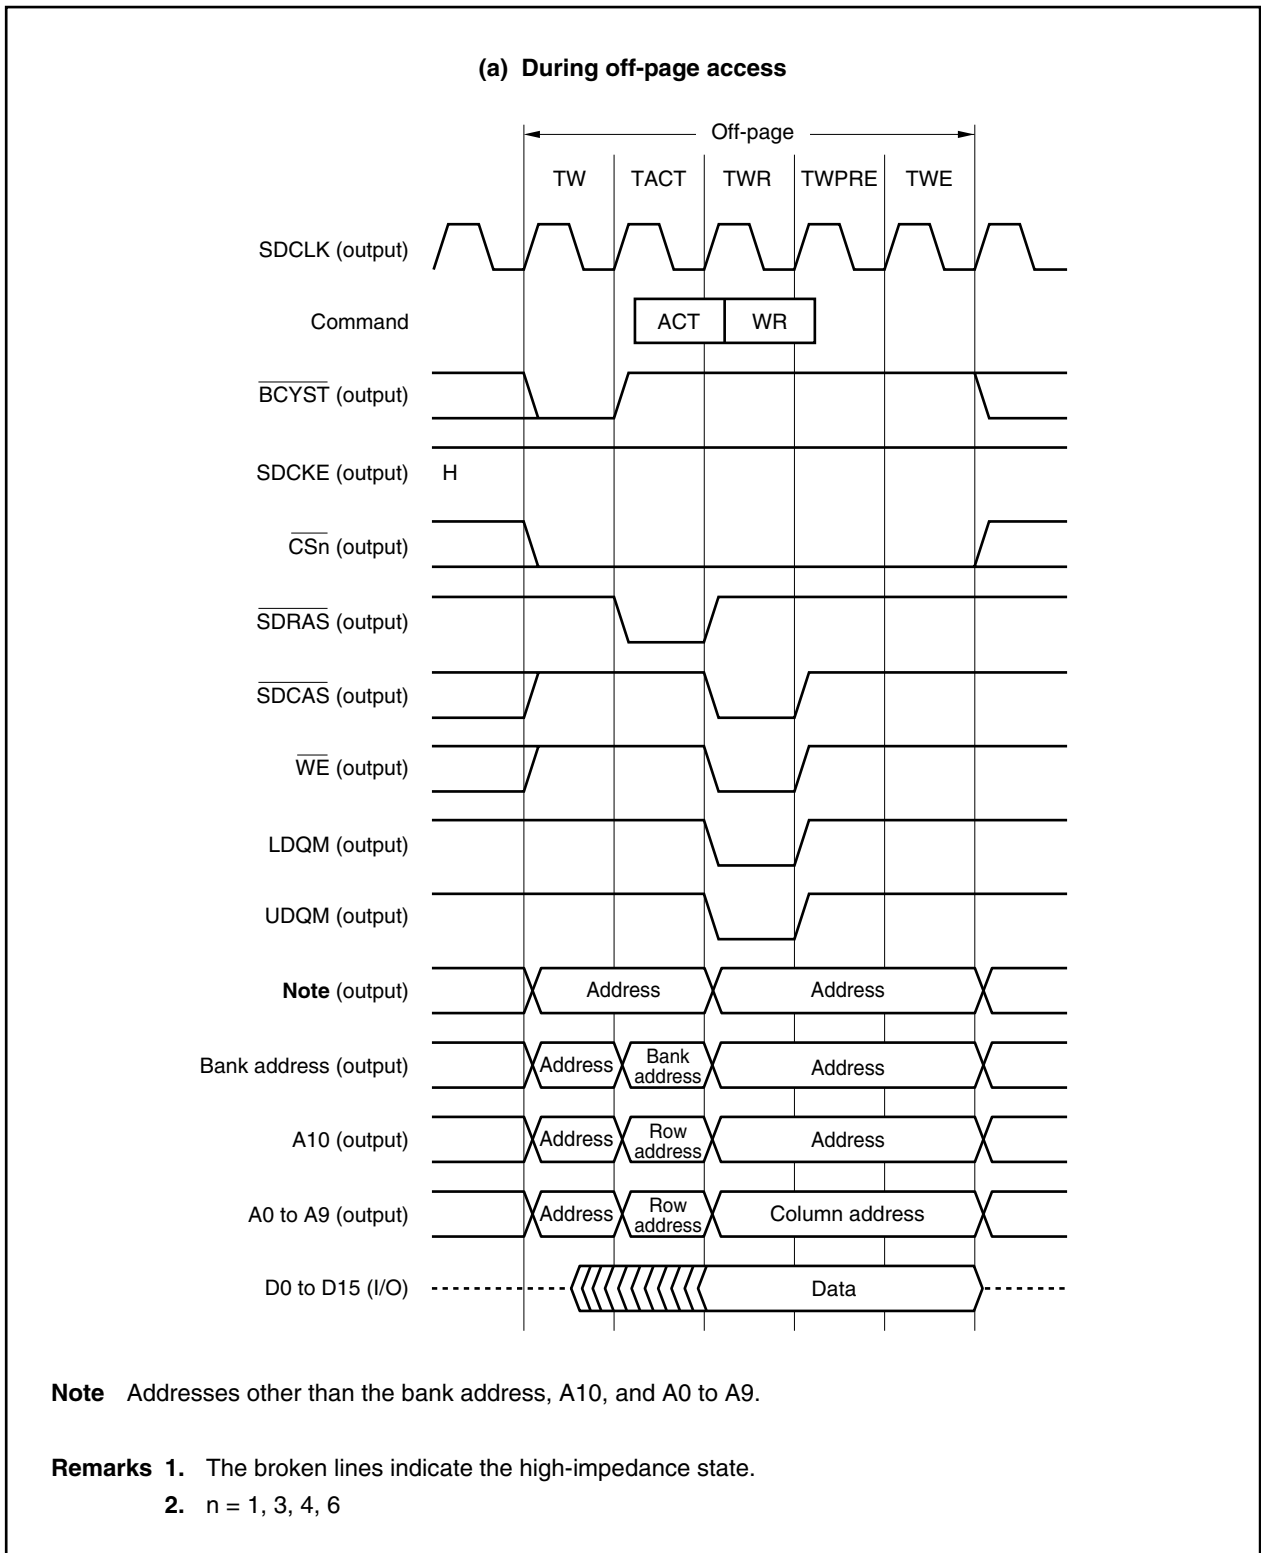 (a) During off-page access
Off-page
TW TACT TWR TWPRE TWE
SDCLK (output)
Command ACT WR
BCYST (output)
SDCKE (output) H
CSn (output)
SDRAS (output)
SDCAS (output)
WE (output)
LDQM (output)
UDQM (output)
Note (output) Address Address
Bank address (output) Address Bank address Address
A10 (output) Address Row address Address
A0 to A9 (output) Address Row address Column address
D0 to D15 (I/O) Data
Note Addresses other than the bank address, A10, and A0 to A9.
Remarks 1. The broken lines indicate the high-impedance state.
2. n = 1, 3, 4, 6